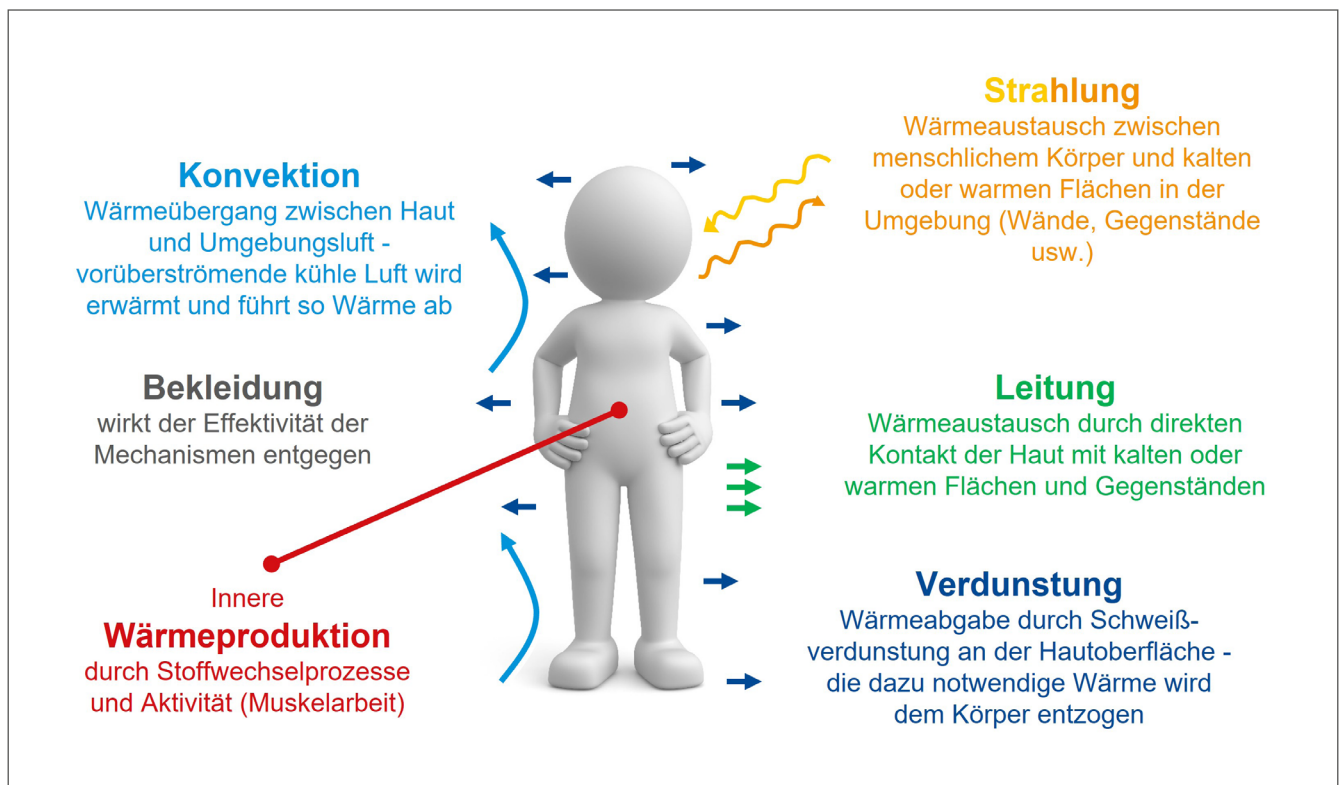 Konvektion
Wärmeübergang zwischen Haut
und Umgebungsluft -
vorüberströmende kühle Luft wird
erwärmt und führt so Wärme ab
Bekleidung
wirkt der Effektivität der
Mechanismen entgegen
Innere
Wärmeproduktion
durch Stoffwechselprozesse
und Aktivität (Muskelarbeit)
Strahlung
Wärmeaustausch zwischen
menschlichem Körper und kalten
oder warmen Flächen in der
Umgebung (Wände, Gegenstände
usw.)
Leitung
Wärmeaustausch durch direkten
Kontakt der Haut mit kalten oder
warmen Flächen und Gegenständen
Verdunstung
Wärmeabgabe durch Schweiß-
verdunstung an der Hautoberfläche -
die dazu notwendige Wärme wird
dem Körper entzogen